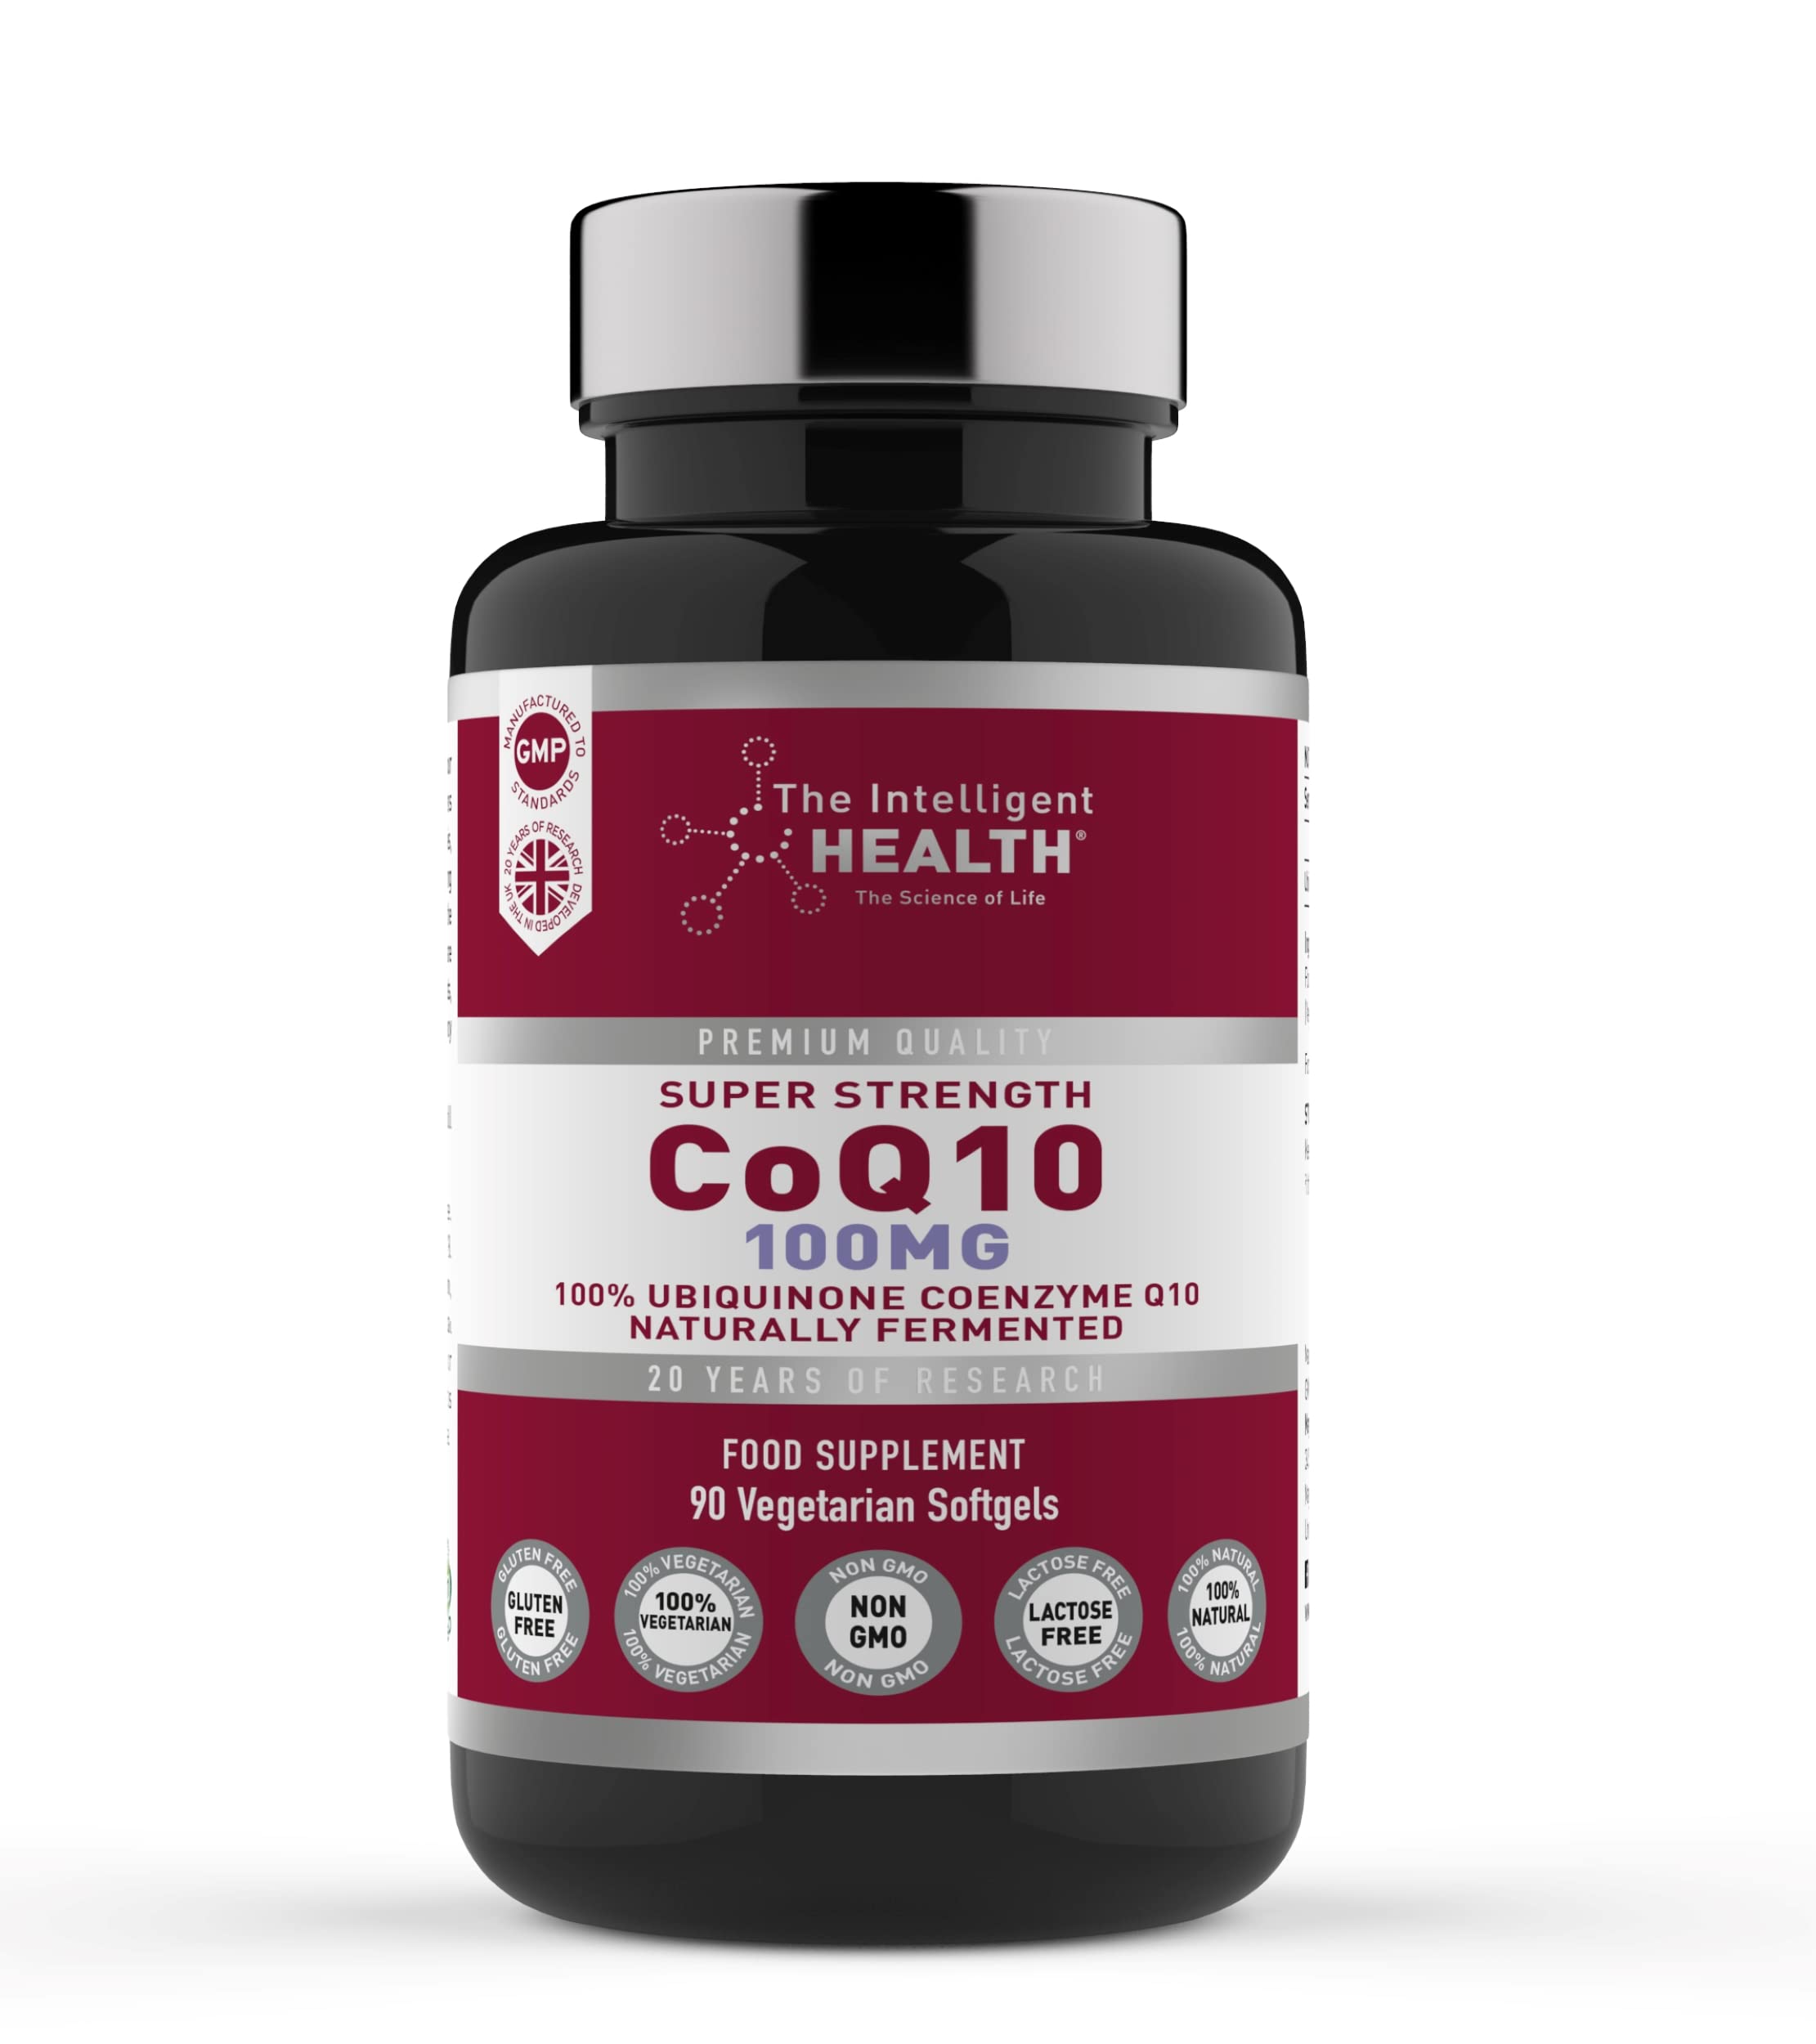 MANUFACTURED TO
GMP
STANDARDS
20 YEARS OF RESEARCH
DEVELOPED IN THE UK
The Intelligent
HEALTH®
The Science of Life
PREMIUM QUALITY
SUPER STRENGTH
CoQ10
100MG
100% UBIQUINONE COENZYME Q10
NATURALLY FERMENTED
20 YEARS OF RESEARCH
FOOD SUPPLEMENT
90 Vegetarian Softgels
GLUTEN FREE
GLUTEN
FREE
GLUTEN FREE
100% VEGETARIAN
100%
VEGETARIAN
100% VEGETARIAN
NON GMO
NON
GMO
NON GMO
LACTOSE FREE
LACTOSE
FREE
LACTOSE FREE
100% NATURAL
100%
NATURAL
100% NATURAL